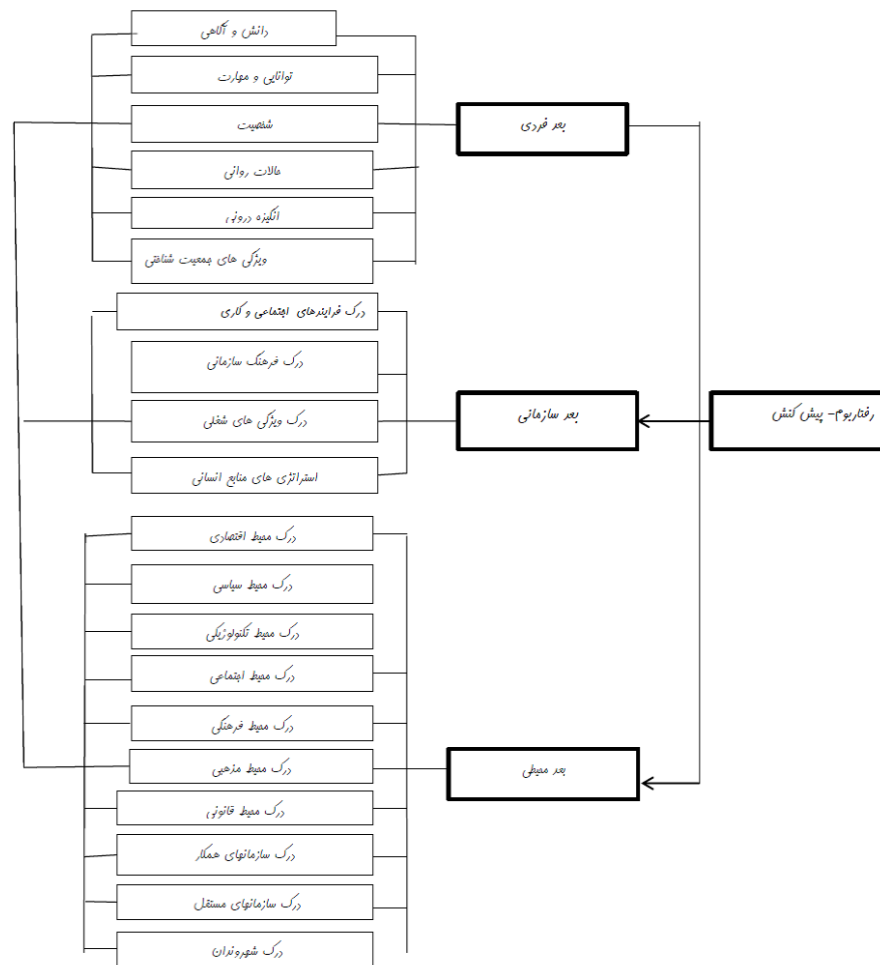 رفتاربوم- پیش کنش
بعد فردی
دانش و آگاهی
توانایی و مهارت
شخصیت
حالات روانی
انگیزه درونی
ویژگی های جمعیت شناختی
بعد سازمانی
درک فرایندهای اجتماعی و کاری
درک فرهنگ سازمانی
درک ویژگی های شغلی
استراتژی های منابع انسانی
بعد محیطی
درک محیط اقتصادی
درک محیط سیاسی
درک محیط تکنولوژیکی
درک محیط اجتماعی
درک محیط فرهنگی
درک محیط مذهبی
درک محیط قانونی
درک سازمانهای همکار
درک سازمانهای مستقل
درک شهروندان